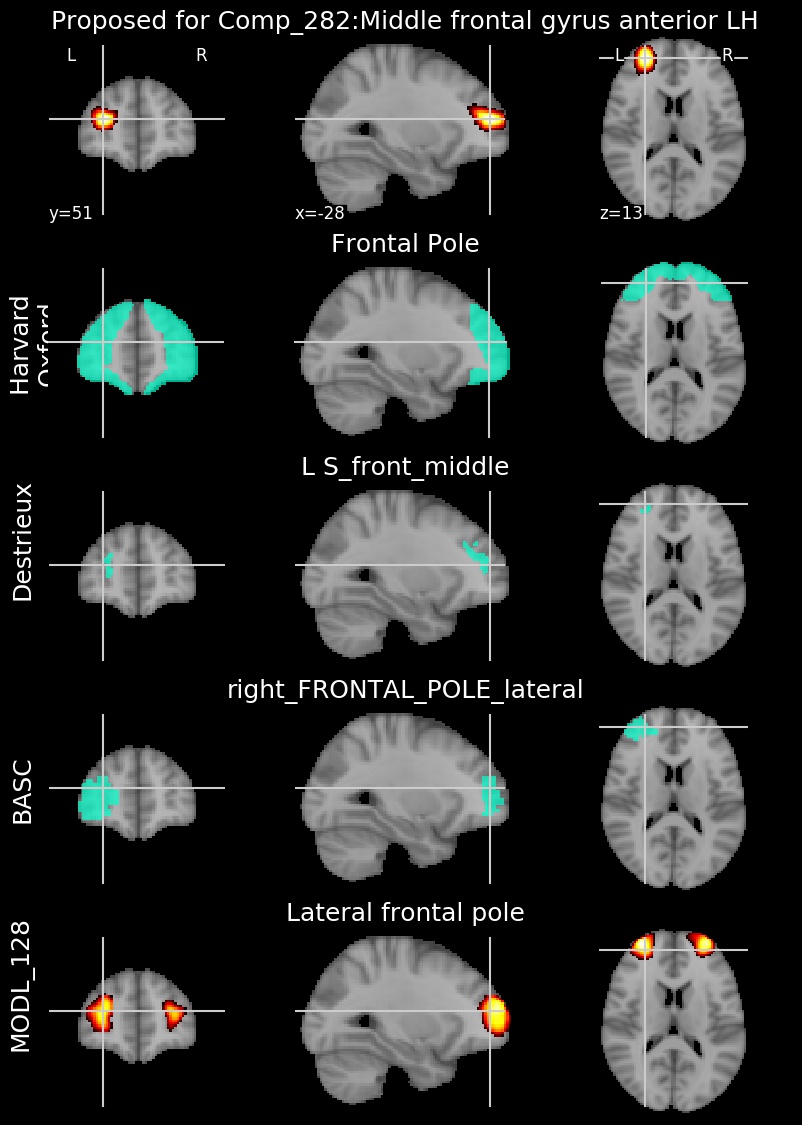 Proposed for Comp_282:Middle frontal gyrus anterior LH
L R L R
y=51 x=-28 z=13
Frontal Pole
Harvard
Oxford
L S_front_middle
Destrieux
right_FRONTAL_POLE_lateral
BASC
Lateral frontal pole
MODL_128